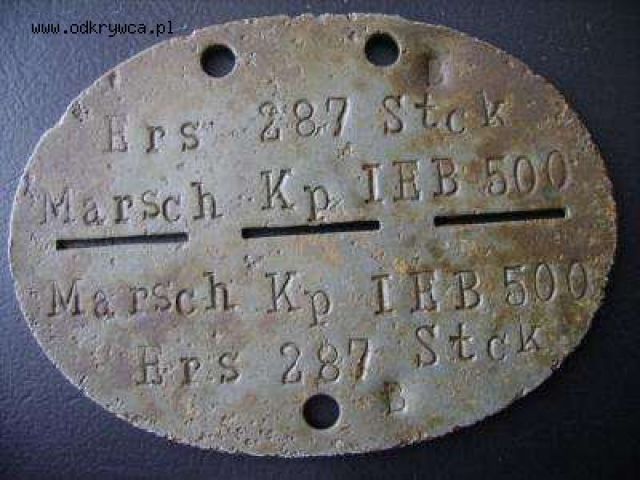 www.odkrywca.pl
B
Ers 287 Stck
Marsch Kp IEB 500
Marsch Kp IEB 500
Ers 287 Stck
B